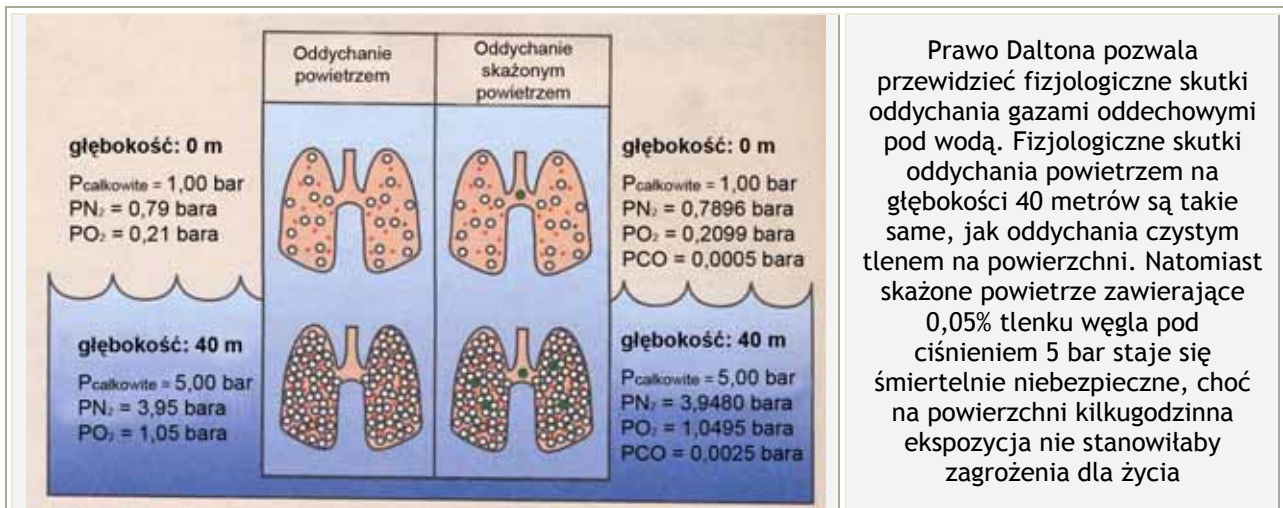 Oddychanie
powietrzem
Oddychanie
skażonym
powietrzem
głębokość: 0 m
Pcałkowite = 1,00 bar
PN₂ = 0,79 bara
PO₂ = 0,21 bara
głębokość: 0 m
Pcałkowite = 1,00 bar
PN₂ = 0,7896 bara
PO₂ = 0,2099 bara
PCO = 0,0005 bara
głębokość: 40 m
Pcałkowite = 5,00 bar
PN₂ = 3,95 bara
PO₂ = 1,05 bara
głębokość: 40 m
Pcałkowite = 5,00 bar
PN₂ = 3,9480 bara
PO₂ = 1,0495 bara
PCO = 0,0025 bara
Prawo Daltona pozwala
przewidzieć fizjologiczne skutki
oddychania gazami oddechowymi
pod wodą. Fizjologiczne skutki
oddychania powietrzem na
głębokości 40 metrów są takie
same, jak oddychania czystym
tlenem na powierzchni. Natomiast
skażone powietrze zawierające
0,05% tlenku węgla pod
ciśnieniem 5 bar staje się
śmiertelnie niebezpieczne, choć
na powierzchni kilkugodzinna
ekspozycja nie stanowiłaby
zagrożenia dla życia